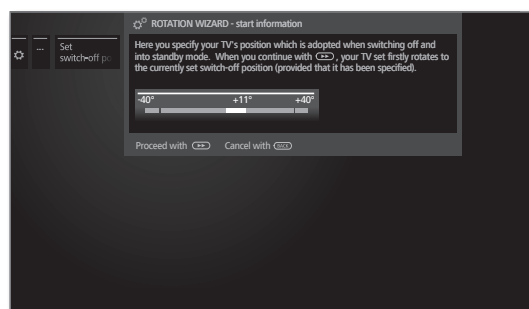 ROTATION WIZARD - start information
...
Set
switch-off po
Here you specify your TV's position which is adopted when switching off and
into standby mode. When you continue with ►►, your TV set firstly rotates to
the currently set switch-off position (provided that it has been specified).
-40° +11° +40°
Proceed with ►► Cancel with BACK